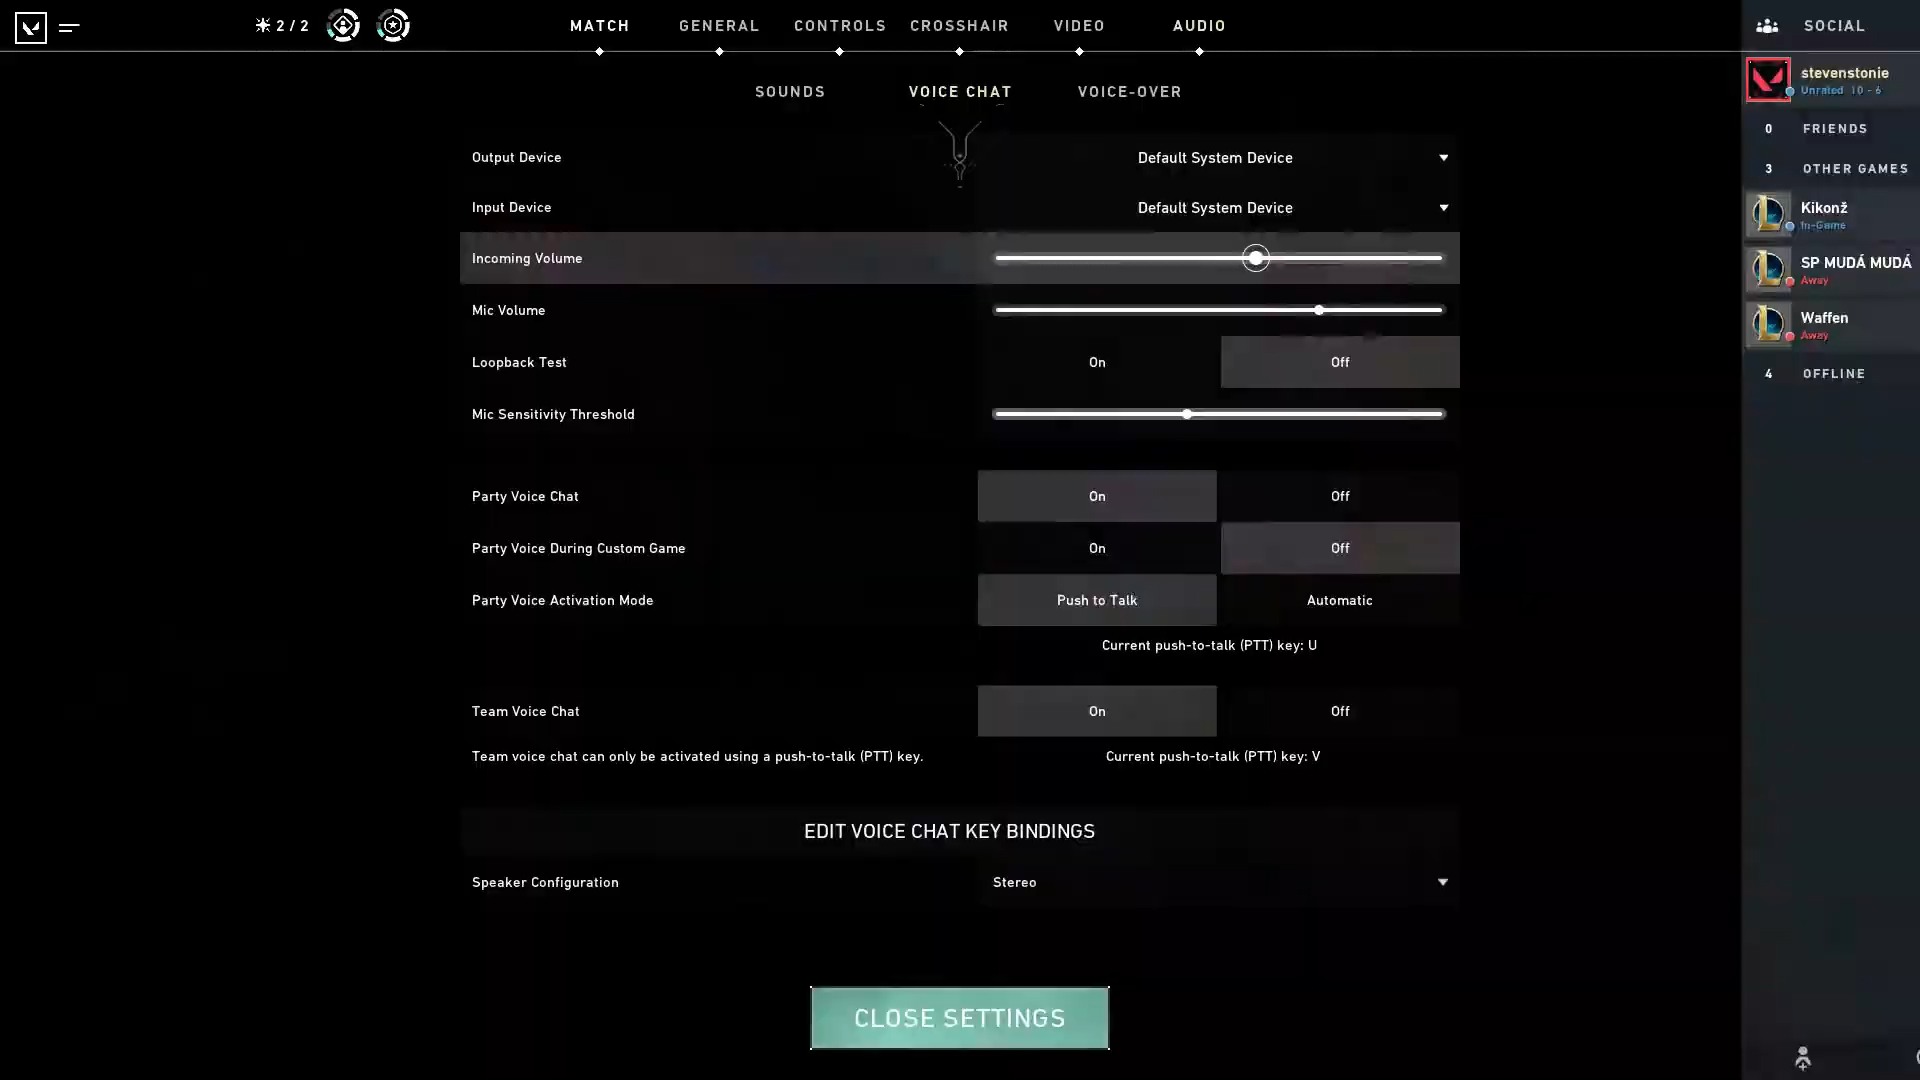 2 / 2
MATCH
GENERAL
CONTROLS
CROSSHAIR
VIDEO
AUDIO
SOCIAL
SOUNDS
VOICE CHAT
VOICE-OVER
stevenstonie
Unrated 10 - 6
0 FRIENDS
3 OTHER GAMES
Kikonž
In-Game
SP MUDÁ MUDÁ
Away
Waffen
Away
4 OFFLINE
Output Device Default System Device
Input Device Default System Device
Incoming Volume
Mic Volume
Loopback Test On Off
Mic Sensitivity Threshold
Party Voice Chat On Off
Party Voice During Custom Game On Off
Party Voice Activation Mode Push to Talk Automatic
Current push-to-talk (PTT) key: U
Team Voice Chat On Off
Team voice chat can only be activated using a push-to-talk (PTT) key. Current push-to-talk (PTT) key: V
EDIT VOICE CHAT KEY BINDINGS
Speaker Configuration Stereo
CLOSE SETTINGS